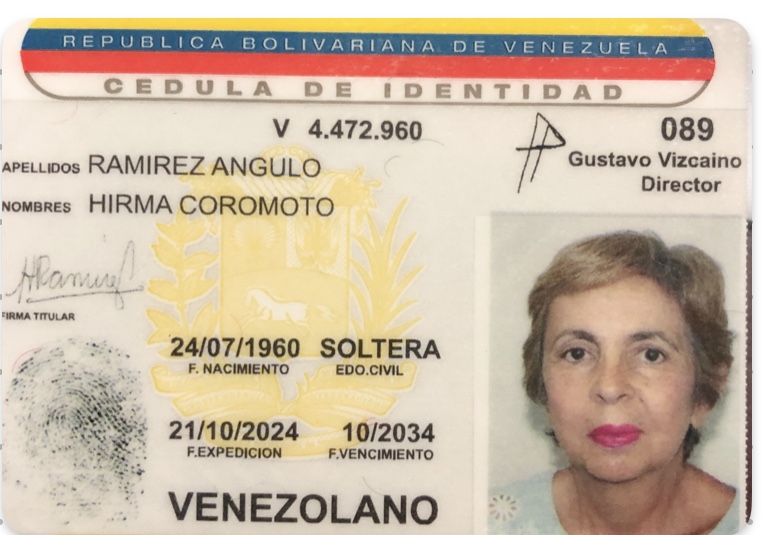 REPUBLICA BOLIVARIANA DE VENEZUELA
CEDULA DE IDENTIDAD
V 4.472.960
089
Gustavo Vizcaino
Director
APELLIDOS RAMIREZ ANGULO
NOMBRES HIRMA COROMOTO
HRamirez
FIRMA TITULAR
24/07/1960 SOLTERA
F. NACIMIENTO EDO.CIVIL
21/10/2024 10/2034
F.EXPEDICION F.VENCIMIENTO
VENEZOLANO